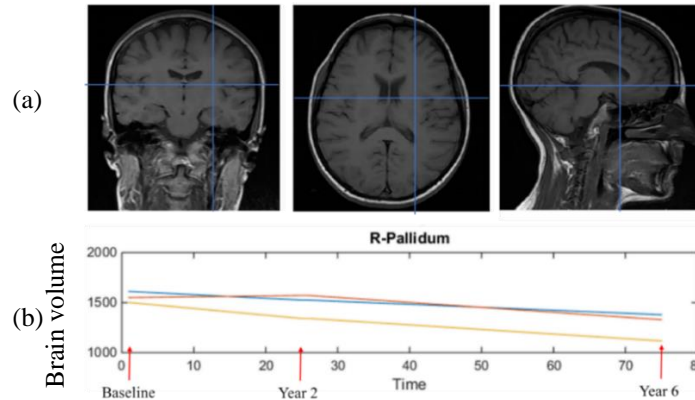 (a)
(b)
Brain volume
R-Pallidum
2000
1500
1000
0 10 20 30 40 50 60 70 80
Time
Baseline
Year 2
Year 6